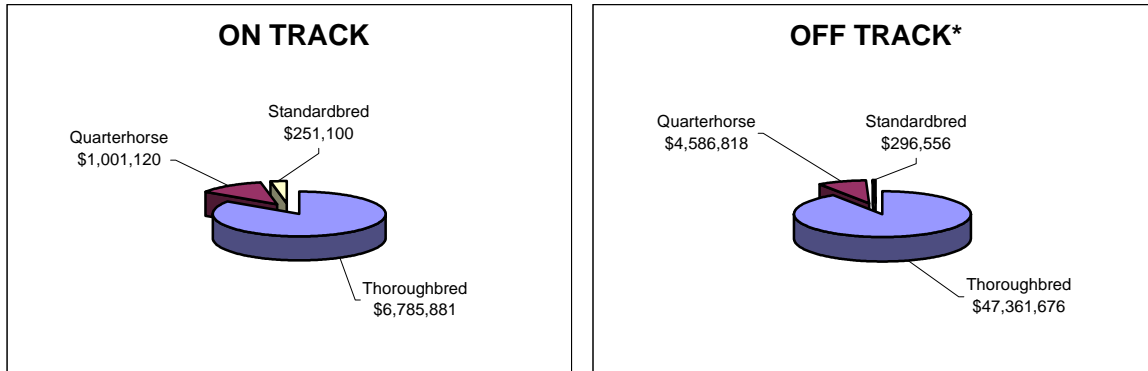 ON TRACK
Standardbred
$251,100
Quarterhorse
$1,001,120
Thoroughbred
$6,785,881
OFF TRACK*
Quarterhorse
$4,586,818
Standardbred
$296,556
Thoroughbred
$47,361,676